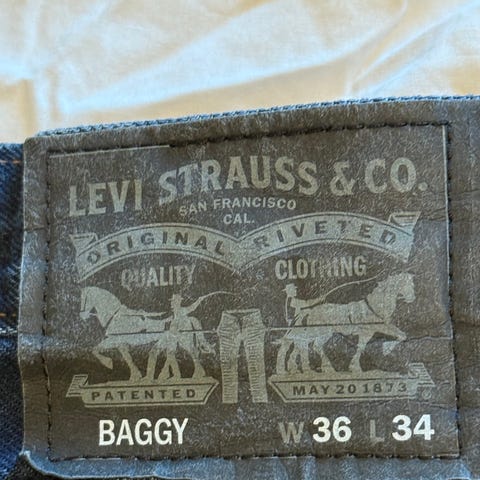 LEVI STRAUSS & CO.
SAN FRANCISCO
CAL.
ORIGINAL RIVETED
QUALITY CLOTHING
PATENTED MAY 20 1873
BAGGY W 36 L 34